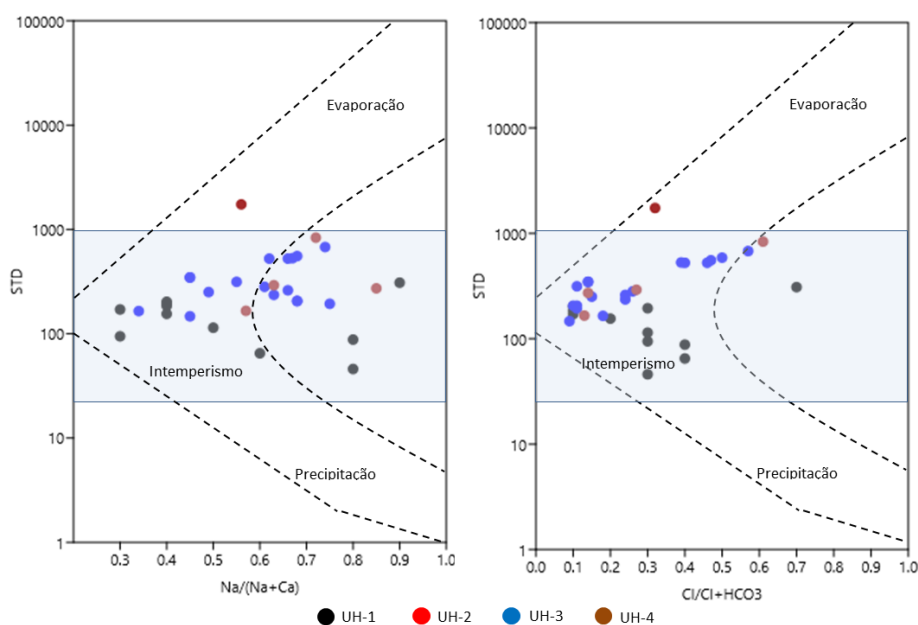 100000
10000
1000
100
10
1
STD
Evaporação
Intemperismo
Precipitação
0.3 0.4 0.5 0.6 0.7 0.8 0.9 1.0
Na/(Na+Ca)
100000
10000
1000
100
10
1
STD
Evaporação
Intemperismo
Precipitação
0.0 0.1 0.2 0.3 0.4 0.5 0.6 0.7 0.8 0.9 1.0
Cl/Cl+HCO3
UH-1 UH-2 UH-3 UH-4